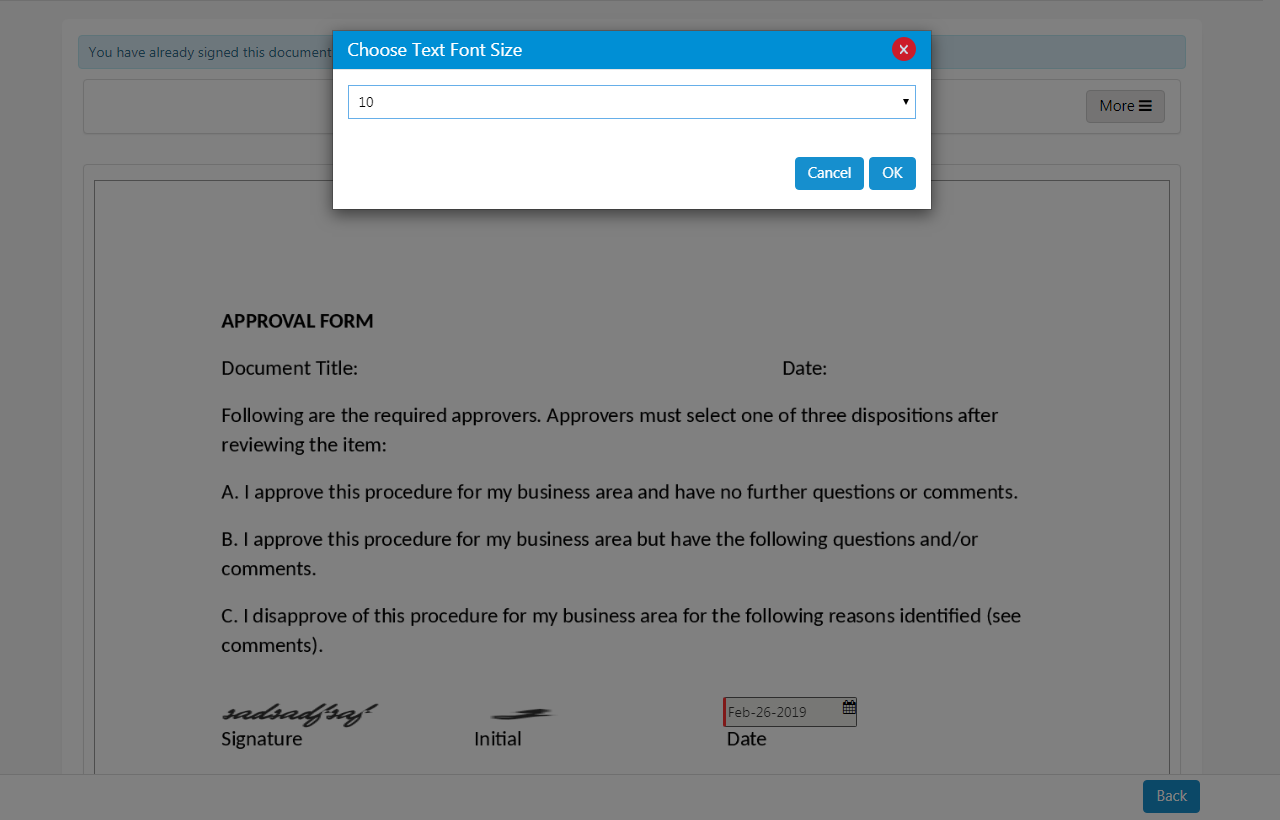 Choose Text Font Size
You have already signed this document
10
More
Cancel OK
APPROVAL FORM
Document Title: Date:
Following are the required approvers. Approvers must select one of three dispositions after
reviewing the item:
A. I approve this procedure for my business area and have no further questions or comments.
B. I approve this procedure for my business area but have the following questions and/or
comments.
C. I disapprove of this procedure for my business area for the following reasons identified (see
comments).
Feb-26-2019
Signature Initial Date
Back